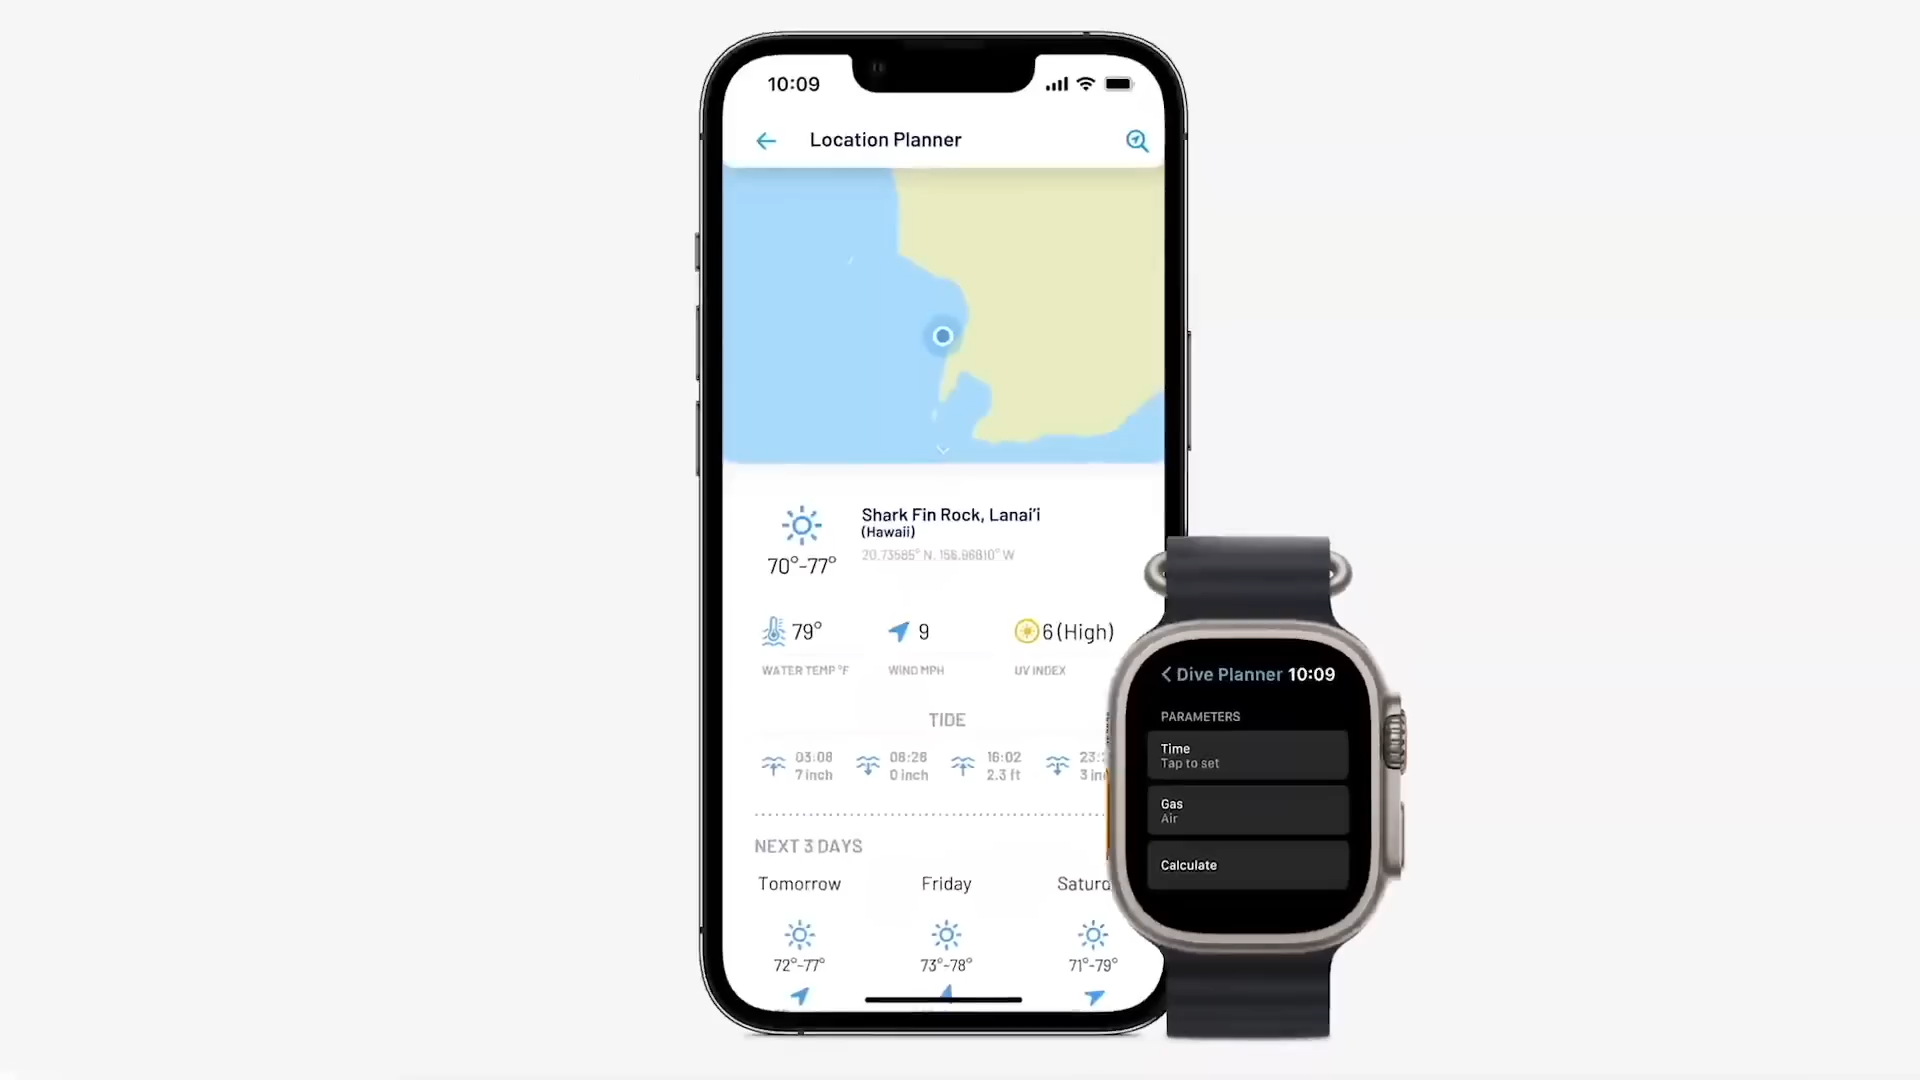 10:09
Location Planner
Shark Fin Rock, Lanai'i
(Hawaii)
70°-77°
79°
9
6 (High)
WATER TEMP °F
WIND MPH
UV INDEX
TIDE
03:08
08:28
16:02
7 inch
0 inch
2.3 ft
NEXT 3 DAYS
Tomorrow
Friday
72°-77°
73°-78°
71°-79°
Dive Planner 10:09
PARAMETERS
Time
Tap to set
Gas
Air
Calculate